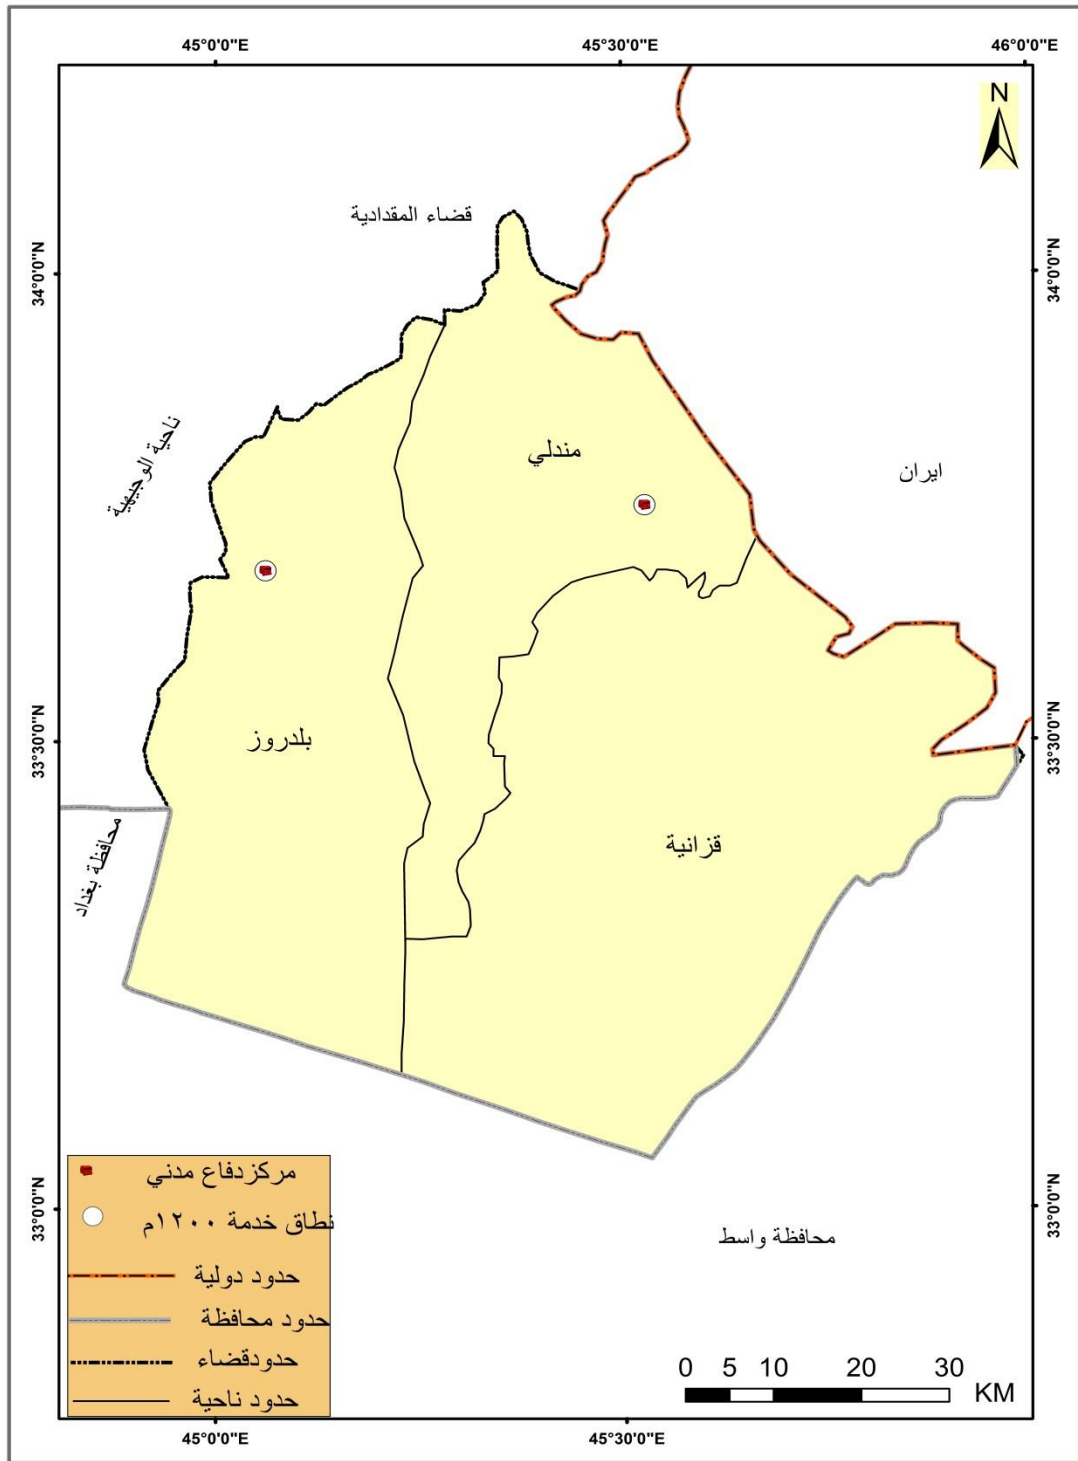 45°0'0"E
45°30'0"E
46°0'0"E
N
قضاء المقدادية
34°0'0"N
34°0'0"N
ناحية الوجيهية
مندلي
ايران
33°30'0"N
بلدروز
33°30'0"N
قزانية
محافظة بغداد
مركزدفاع مدني
نطاق خدمة ١٢٠٠م
حدود دولية
حدود محافظة
حدودقضاء
حدود ناحية
33°0'0"N
محافظة واسط
33°0'0"N
0 5 10 20 30
KM
45°0'0"E
45°30'0"E